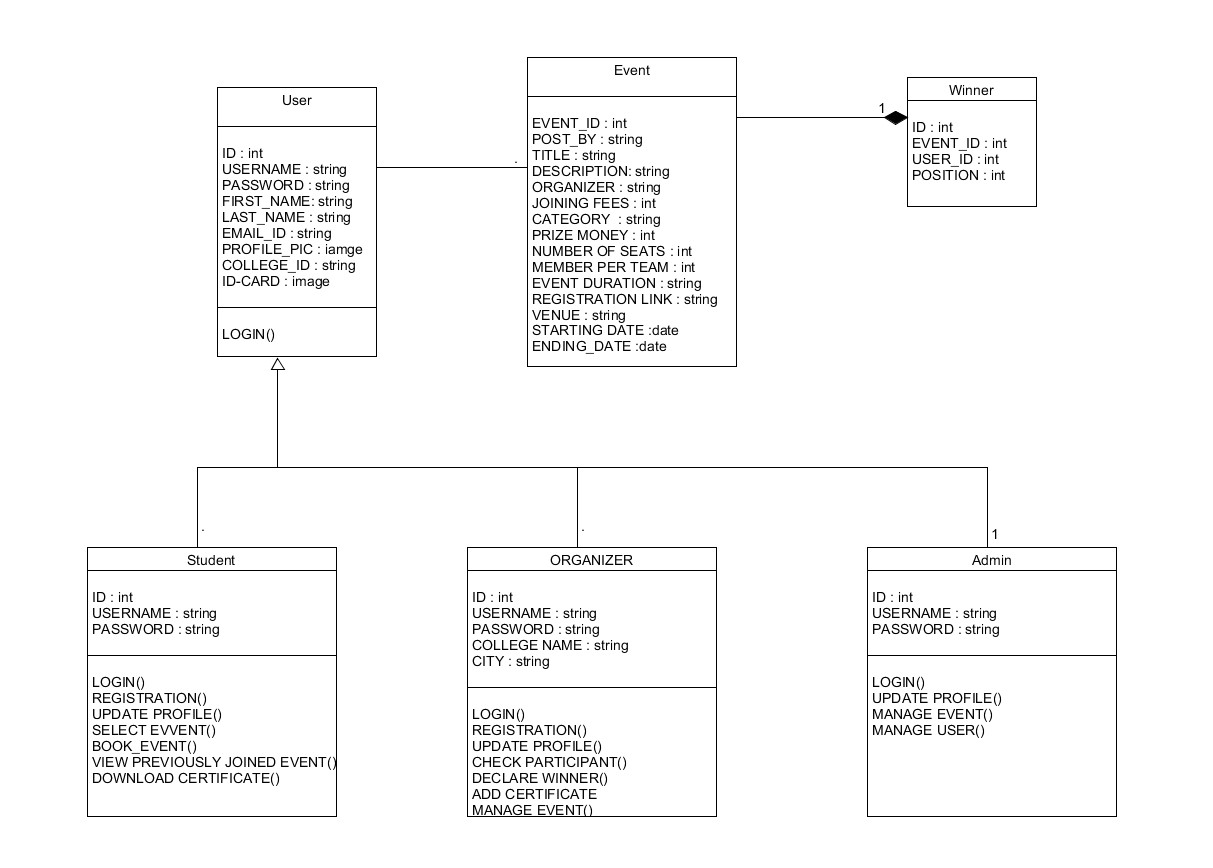 User
ID : int
USERNAME : string
PASSWORD : string
FIRST_NAME: string
LAST_NAME : string
EMAIL_ID : string
PROFILE_PIC : iamge
COLLEGE_ID : string
ID-CARD : image
LOGIN()
.
Event
EVENT_ID : int
POST_BY : string
TITLE : string
DESCRIPTION: string
ORGANIZER : string
JOINING FEES : int
CATEGORY : string
PRIZE MONEY : int
NUMBER OF SEATS : int
MEMBER PER TEAM : int
EVENT DURATION : string
REGISTRATION LINK : string
VENUE : string
STARTING DATE :date
ENDING_DATE :date
1
Winner
ID : int
EVENT_ID : int
USER_ID : int
POSITION : int
.
Student
ID : int
USERNAME : string
PASSWORD : string
LOGIN()
REGISTRATION()
UPDATE PROFILE()
SELECT EVVENT()
BOOK_EVENT()
VIEW PREVIOUSLY JOINED EVENT()
DOWNLOAD CERTIFICATE()
.
ORGANIZER
ID : int
USERNAME : string
PASSWORD : string
COLLEGE NAME : string
CITY : string
LOGIN()
REGISTRATION()
UPDATE PROFILE()
CHECK PARTICIPANT()
DECLARE WINNER()
ADD CERTIFICATE
MANAGE EVENT()
1
Admin
ID : int
USERNAME : string
PASSWORD : string
LOGIN()
UPDATE PROFILE()
MANAGE EVENT()
MANAGE USER()